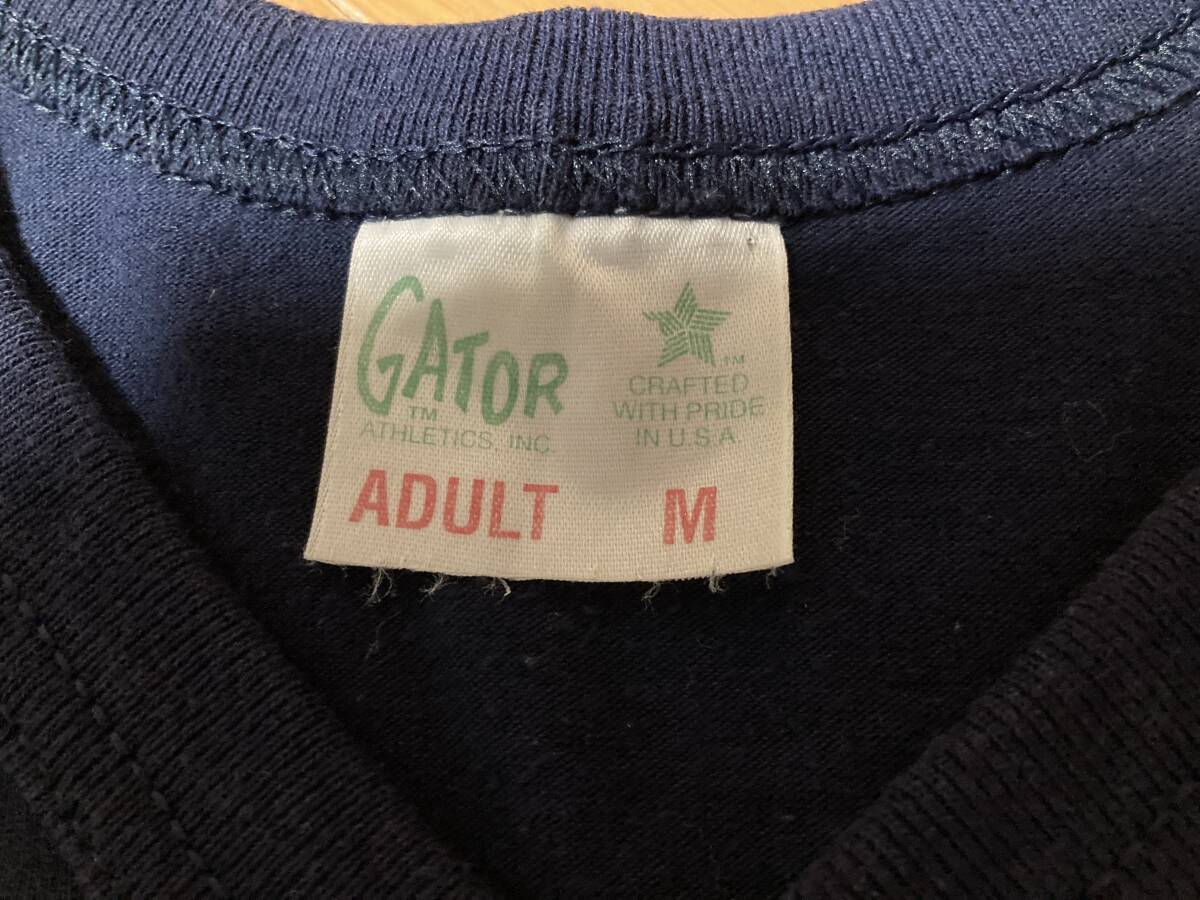 GATOR
™
ATHLETICS, INC.
™
CRAFTED
WITH PRIDE
IN U.S.A.
ADULT M